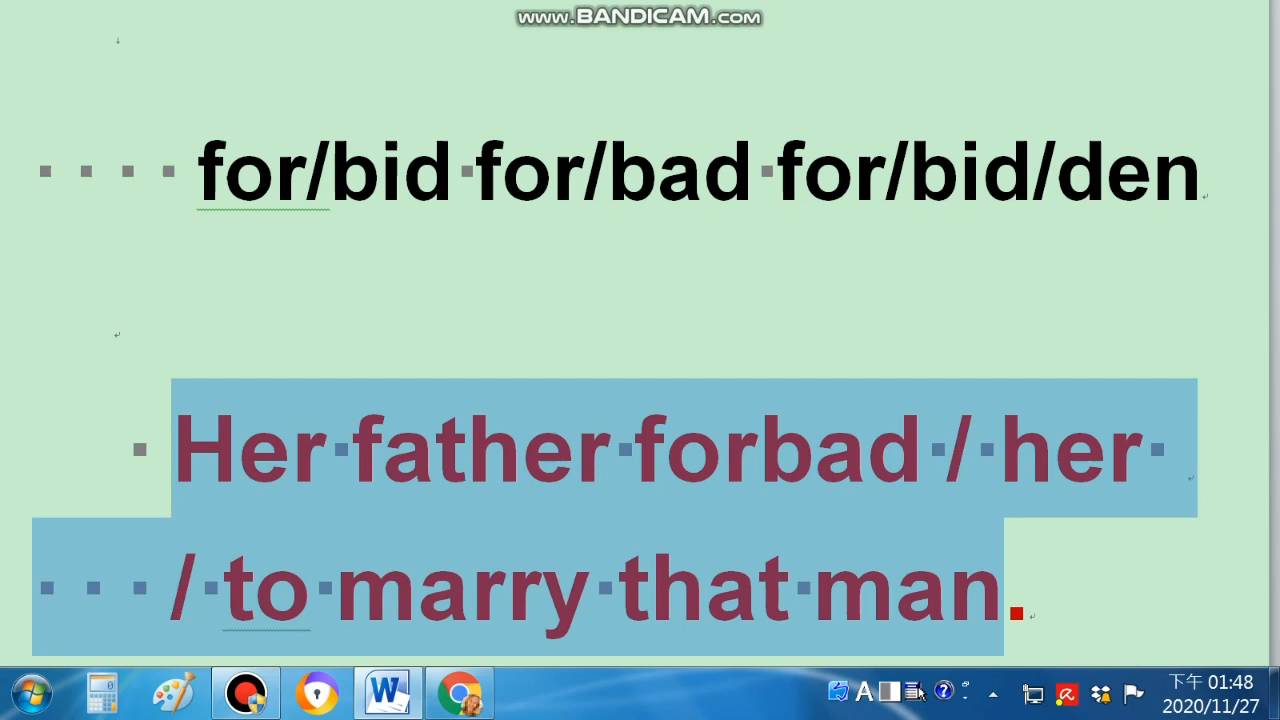 www.BANDICAM.com
for/bid for/bad for/bid/den
Her father forbad / her
/ to marry that man.
下午 01:48
2020/11/27